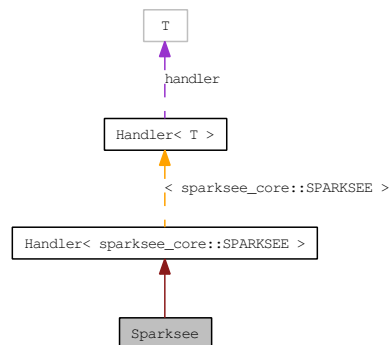 T
handler
Handler< T >
< sparksee_core::SPARKSEE >
Handler< sparksee_core::SPARKSEE >
Sparksee